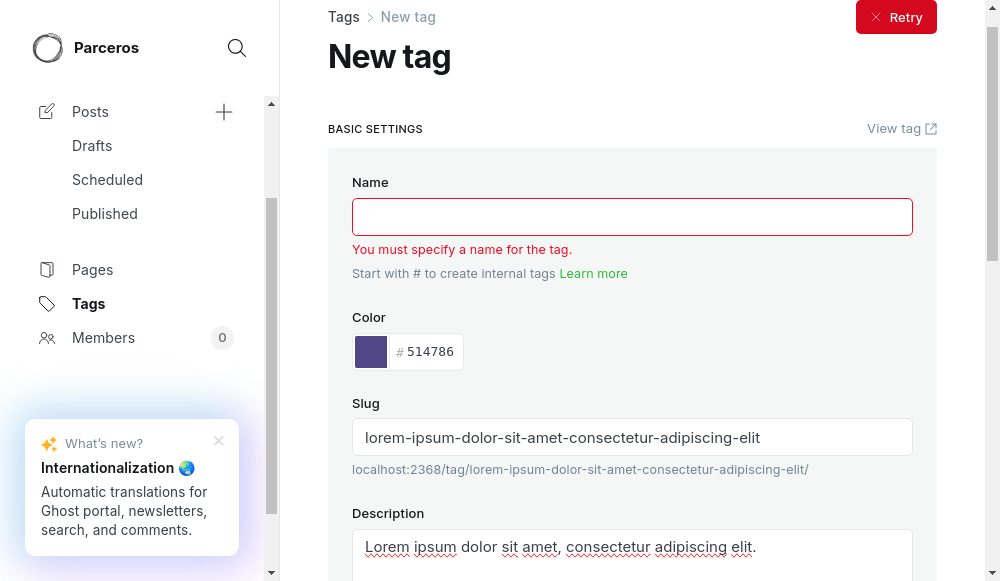 Parceros
Posts
Drafts
Scheduled
Published
Pages
Tags
Members
0
What's new?
Internationalization 🌏
Automatic translations for
Ghost portal, newsletters,
search, and comments.
Tags > New tag
Retry
New tag
BASIC SETTINGS
View tag
Name
You must specify a name for the tag.
Start with # to create internal tags Learn more
Color
# 514786
Slug
lorem-ipsum-dolor-sit-amet-consectetur-adipiscing-elit
localhost:2368/tag/lorem-ipsum-dolor-sit-amet-consectetur-adipiscing-elit/
Description
Lorem ipsum dolor sit amet, consectetur adipiscing elit.